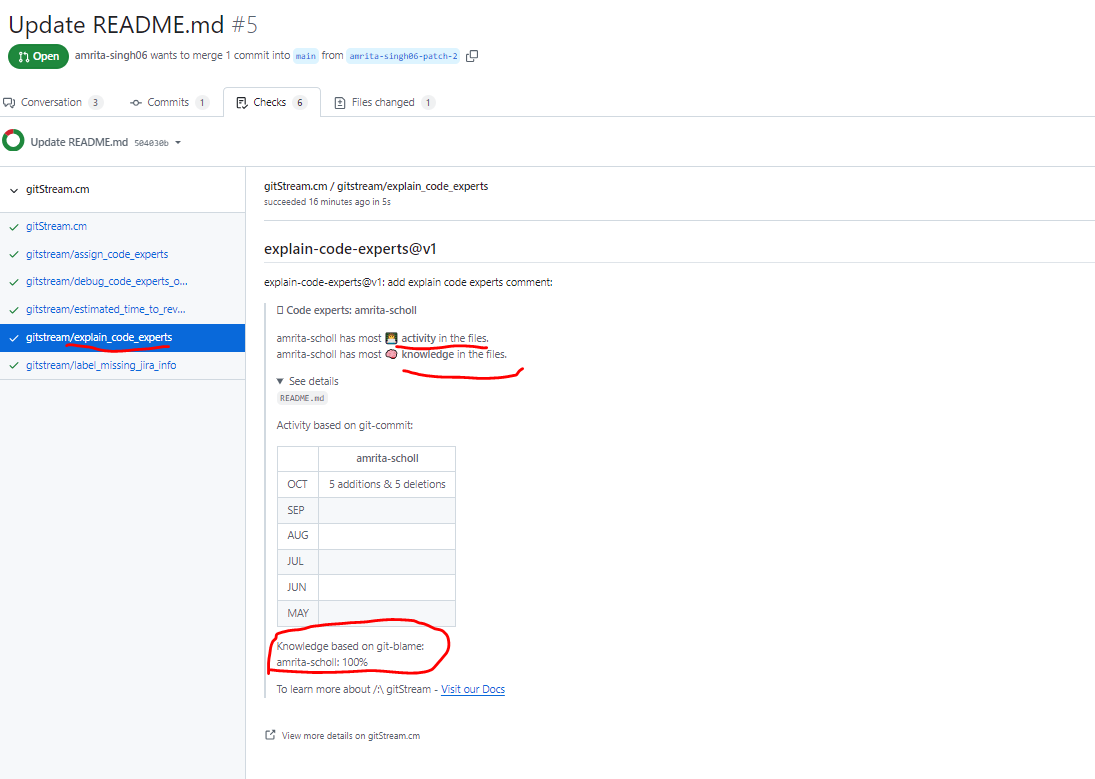 Update README.md #5
Open amrita-singh06 wants to merge 1 commit into main from amrita-singh06-patch-2
Conversation 3 Commits 1 Checks 6 Files changed 1
Update README.md 504030b
gitStream.cm
gitStream.cm
gitstream/assign_code_experts
gitstream/debug_code_experts_o...
gitstream/estimated_time_to_rev...
gitstream/explain_code_experts
gitstream/label_missing_jira_info
gitStream.cm / gitstream/explain_code_experts
succeeded 16 minutes ago in 5s
explain-code-experts@v1
explain-code-experts@v1: add explain code experts comment:
Code experts: amrita-scholl
amrita-scholl has most 👩‍💻 activity in the files.
amrita-scholl has most 🧠 knowledge in the files.
▼ See details
README.md
Activity based on git-commit:
amrita-scholl
OCT 5 additions & 5 deletions
SEP
AUG
JUL
JUN
MAY
Knowledge based on git-blame:
amrita-scholl: 100%
To learn more about /:\ gitStream - Visit our Docs
View more details on gitStream.cm